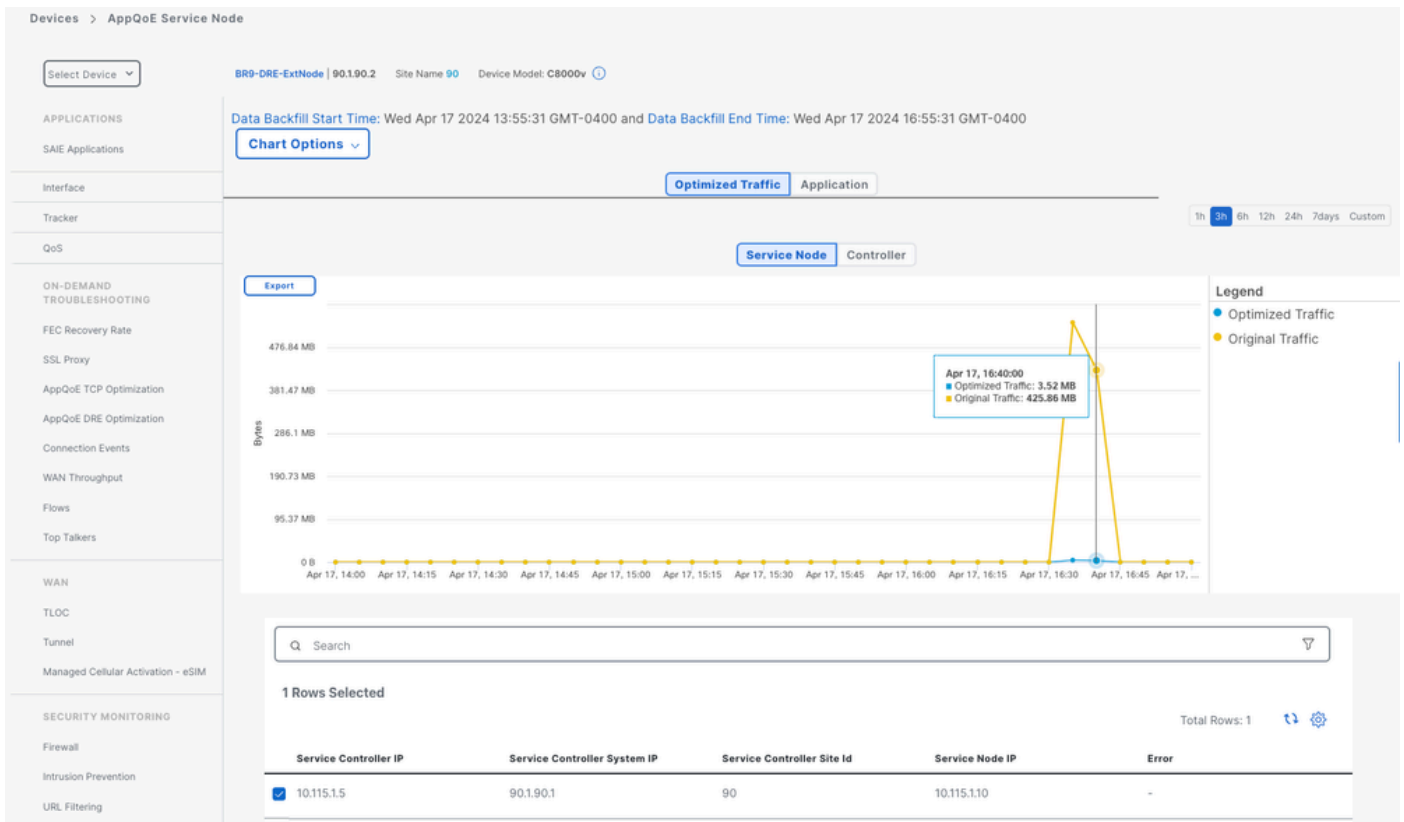 Devices > AppQoE Service Node
Select Device
BR9-DRE-ExtNode | 90.1.90.2 Site Name 90 Device Model: C8000v
APPLICATIONS
SAIE Applications
Interface
Tracker
QoS
ON-DEMAND
TROUBLESHOOTING
FEC Recovery Rate
SSL Proxy
AppQoE TCP Optimization
AppQoE DRE Optimization
Connection Events
WAN Throughput
Flows
Top Talkers
WAN
TLOC
Tunnel
Managed Cellular Activation - eSIM
SECURITY MONITORING
Firewall
Intrusion Prevention
URL Filtering
Data Backfill Start Time: Wed Apr 17 2024 13:55:31 GMT-0400 and Data Backfill End Time: Wed Apr 17 2024 16:55:31 GMT-0400
Chart Options
Optimized Traffic Application
1h 3h 6h 12h 24h 7days Custom
Service Node Controller
Export
Legend
Optimized Traffic
Original Traffic
476.84 MB
381.47 MB
286.1 MB
190.73 MB
95.37 MB
0 B
Bytes
Apr 17, 16:40:00
Optimized Traffic: 3.52 MB
Original Traffic: 425.86 MB
Apr 17, 14:00 Apr 17, 14:15 Apr 17, 14:30 Apr 17, 14:45 Apr 17, 15:00 Apr 17, 15:15 Apr 17, 15:30 Apr 17, 15:45 Apr 17, 16:00 Apr 17, 16:15 Apr 17, 16:30 Apr 17, 16:45 Apr 17, ...
Search
1 Rows Selected
Total Rows: 1
Service Controller IP Service Controller System IP Service Controller Site Id Service Node IP Error
10.115.1.5 90.1.90.1 90 10.115.1.10 -